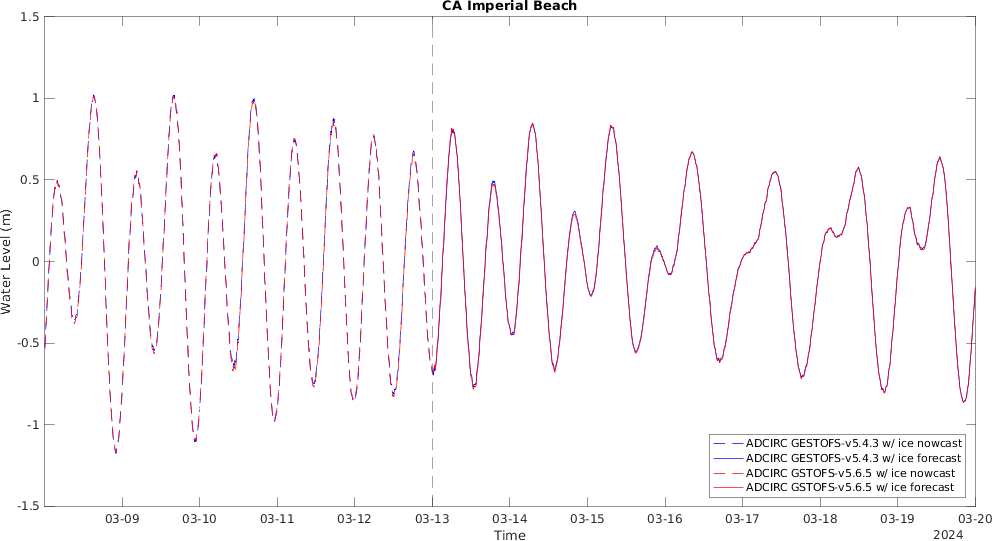 CA Imperial Beach
1.5
1
0.5
0
-0.5
-1
-1.5
Water Level (m)
03-09 03-10 03-11 03-12 03-13 03-14 03-15 03-16 03-17 03-18 03-19 03-20
Time
2024
ADCIRC GESTOFS-v5.4.3 w/ ice nowcast
ADCIRC GESTOFS-v5.4.3 w/ ice forecast
ADCIRC GSTOFS-v5.6.5 w/ ice nowcast
ADCIRC GSTOFS-v5.6.5 w/ ice forecast